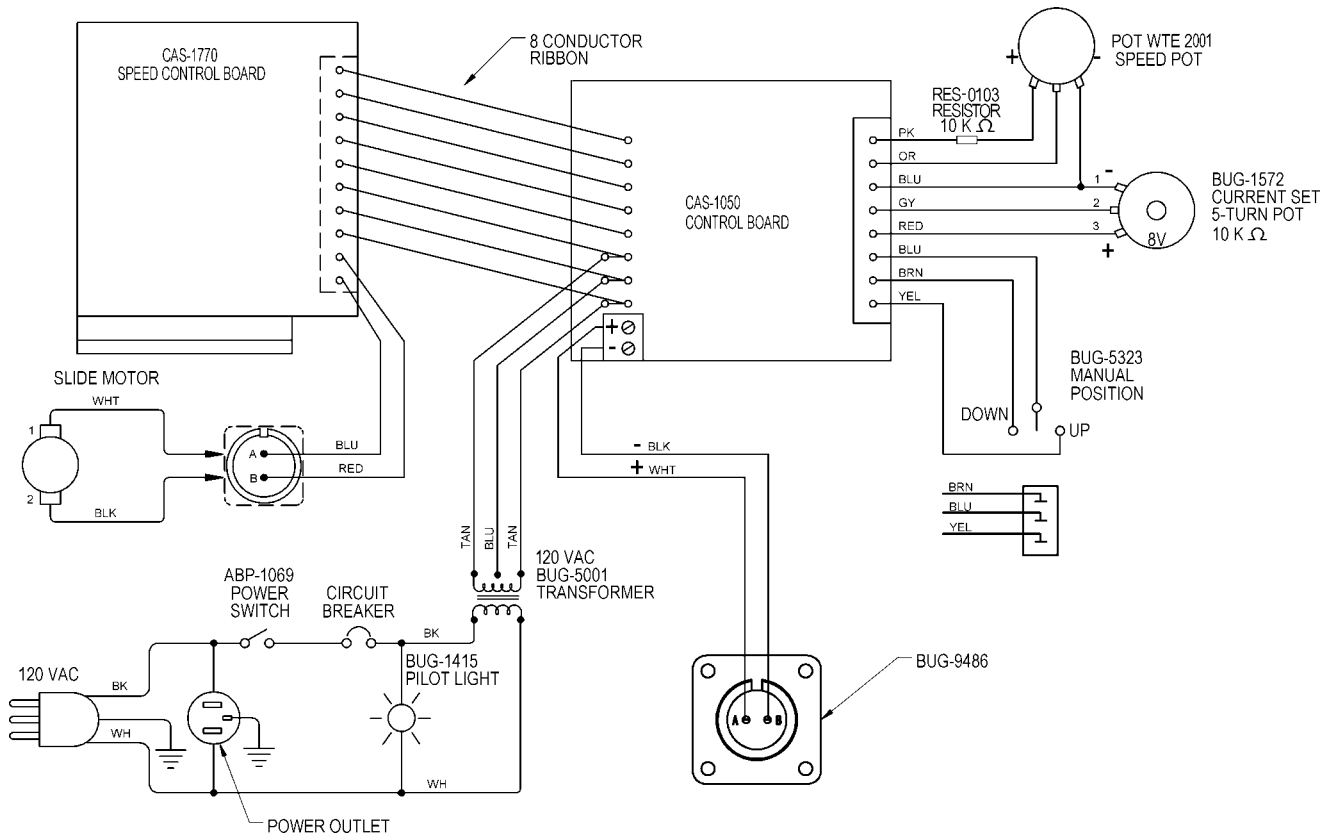 CAS-1770
SPEED CONTROL BOARD
8 CONDUCTOR
RIBBON
POT WTE 2001
SPEED POT
+
-
RES-0103
RESISTOR
10 K Ω
PK
OR
BLU
GY
RED
BLU
BRN
YEL
1
-
2
3
+
8V
BUG-1572
CURRENT SET
5-TURN POT
10 K Ω
CAS-1050
CONTROL BOARD
+
-
BUG-5323
MANUAL
POSITION
DOWN
UP
BRN
BLU
YEL
SLIDE MOTOR
WHT
1
2
BLK
A
B
BLU
RED
- BLK
+ WHT
TAN
BLU
TAN
120 VAC
BUG-5001
TRANSFORMER
ABP-1069
POWER
SWITCH
CIRCUIT
BREAKER
BK
BUG-1415
PILOT LIGHT
120 VAC
BK
WH
WH
POWER OUTLET
BUG-9486
A
B